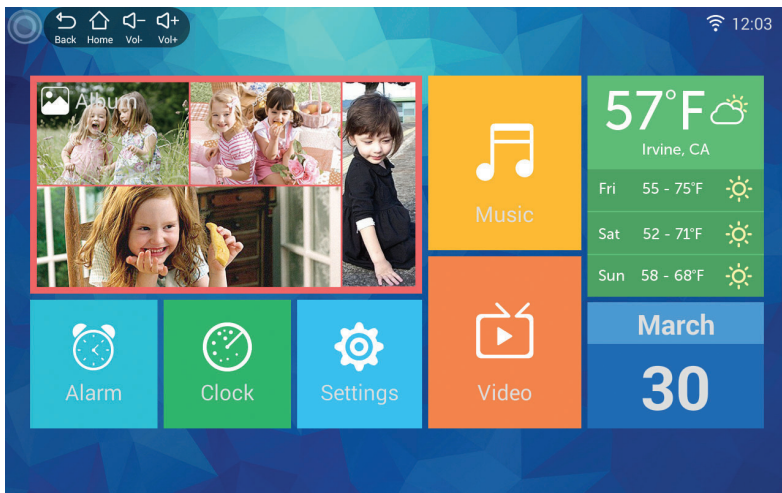 Back Home Vol- Vol+
12:03
Album
57°F
Irvine, CA
Fri 55 - 75°F
Sat 52 - 71°F
Sun 58 - 68°F
Music
Alarm
Clock
Settings
Video
March
30